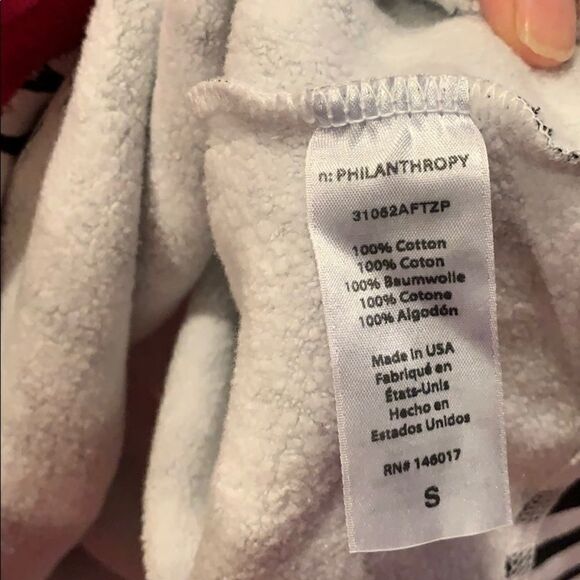 n: PHILANTHROPY
31062AFTZP
100% Cotton
100% Coton
100% Baumwolle
100% Cotone
100% Algodón
Made in USA
Fabriqué en
États-Unis
Hecho en
Estados Unidos
RN# 146017
S